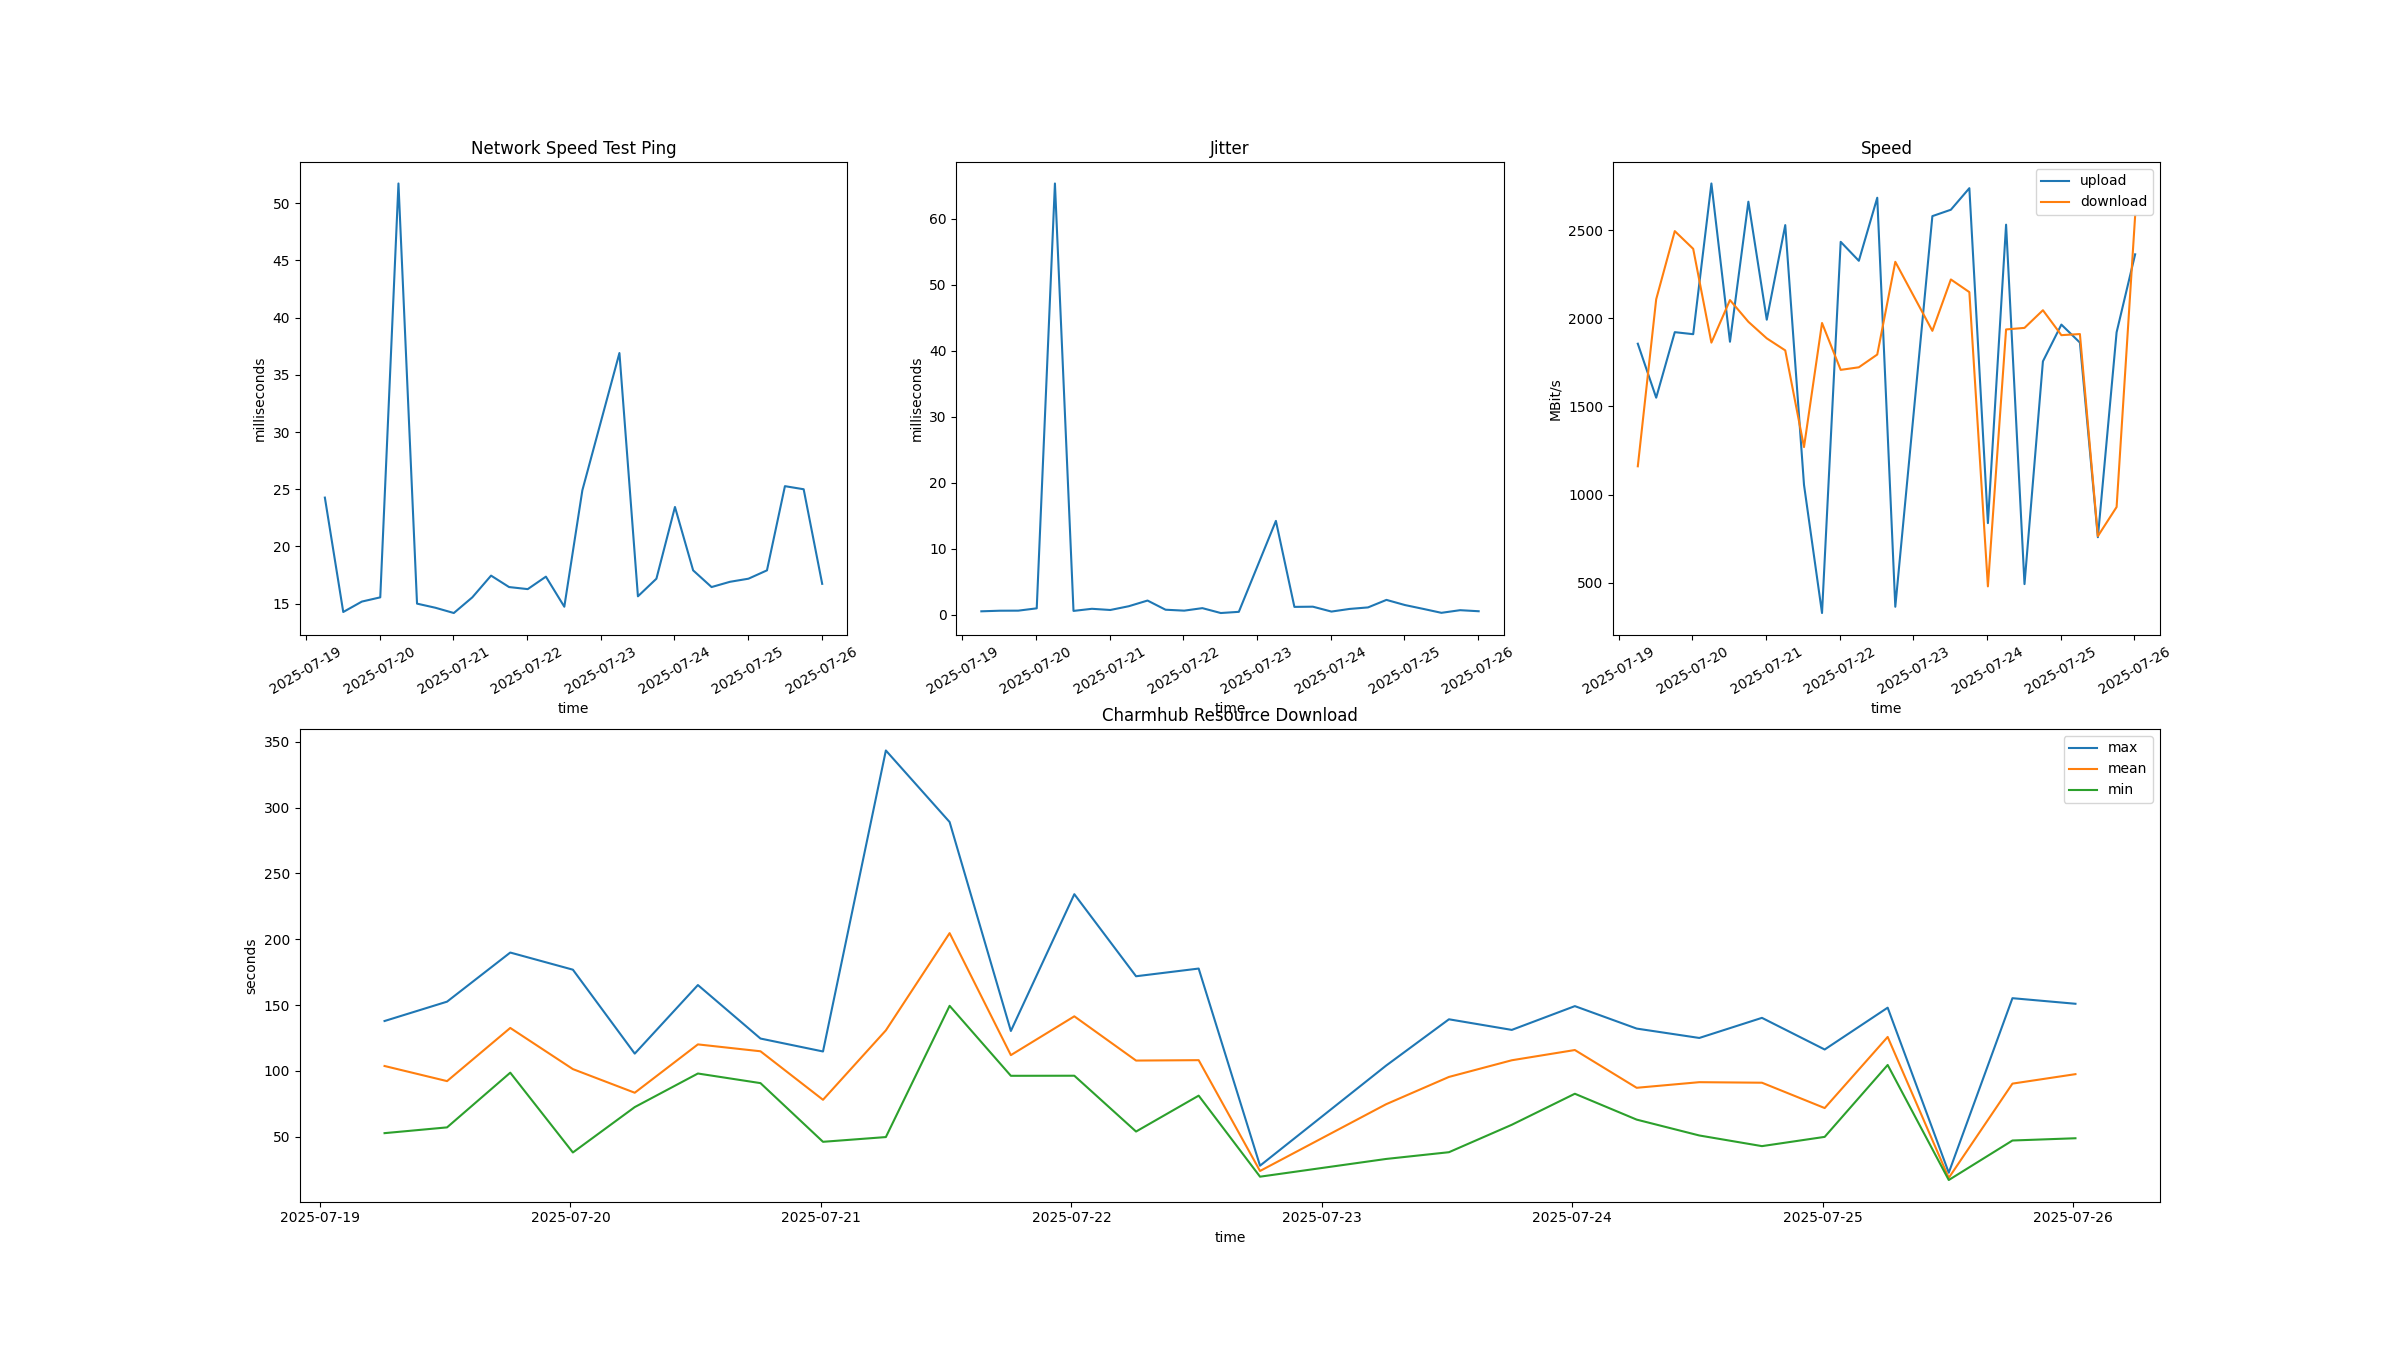 Network Speed Test Ping
50
45
40
35
30
25
20
15
milliseconds
2025-07-19 2025-07-20 2025-07-21 2025-07-22 2025-07-23 2025-07-24 2025-07-25 2025-07-26
time
Jitter
60
50
40
30
20
10
0
milliseconds
2025-07-19 2025-07-20 2025-07-21 2025-07-22 2025-07-23 2025-07-24 2025-07-25 2025-07-26
time
Speed
upload
download
2500
2000
1500
1000
500
MBit/s
2025-07-19 2025-07-20 2025-07-21 2025-07-22 2025-07-23 2025-07-24 2025-07-25 2025-07-26
time
Charmhub Resource Download
max
mean
min
350
300
250
200
150
100
50
seconds
2025-07-19 2025-07-20 2025-07-21 2025-07-22 2025-07-23 2025-07-24 2025-07-25 2025-07-26
time